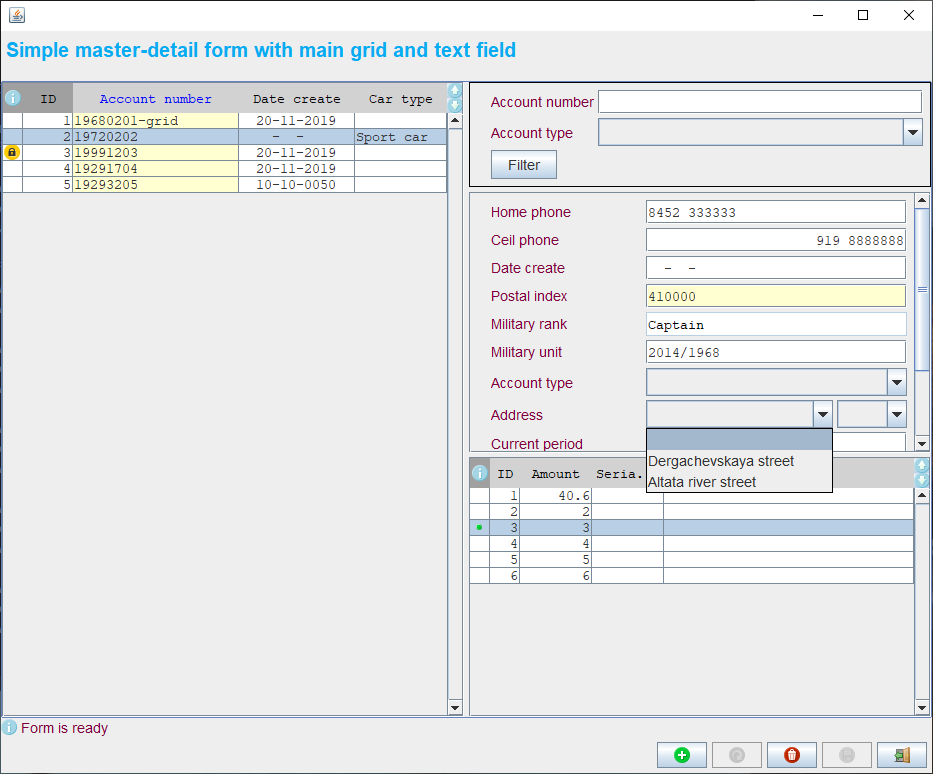 Simple master-detail form with main grid and text field
ID Account number Date create Car type
1 19680201-grid 20-11-2019
2 19720202 - - Sport car
3 19991203 20-11-2019
4 19291704 20-11-2019
5 19293205 10-10-0050
Account number
Account type
Filter
Home phone 8452 333333
Ceil phone 919 8888888
Date create - -
Postal index 410000
Military rank Captain
Military unit 2014/1968
Account type
Address
Current period
Dergachevskaya street
Altata river street
ID Amount Seria.
1 40.6
2 2
3 3
4 4
5 5
6 6
Form is ready